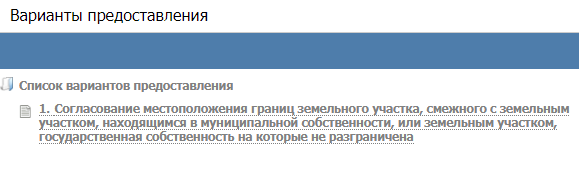 Варианты предоставления
Список вариантов предоставления
1. Согласование местоположения границ земельного участка, смежного с земельным
участком, находящимся в муниципальной собственности, или земельным участком,
государственная собственность на которые не разграничена